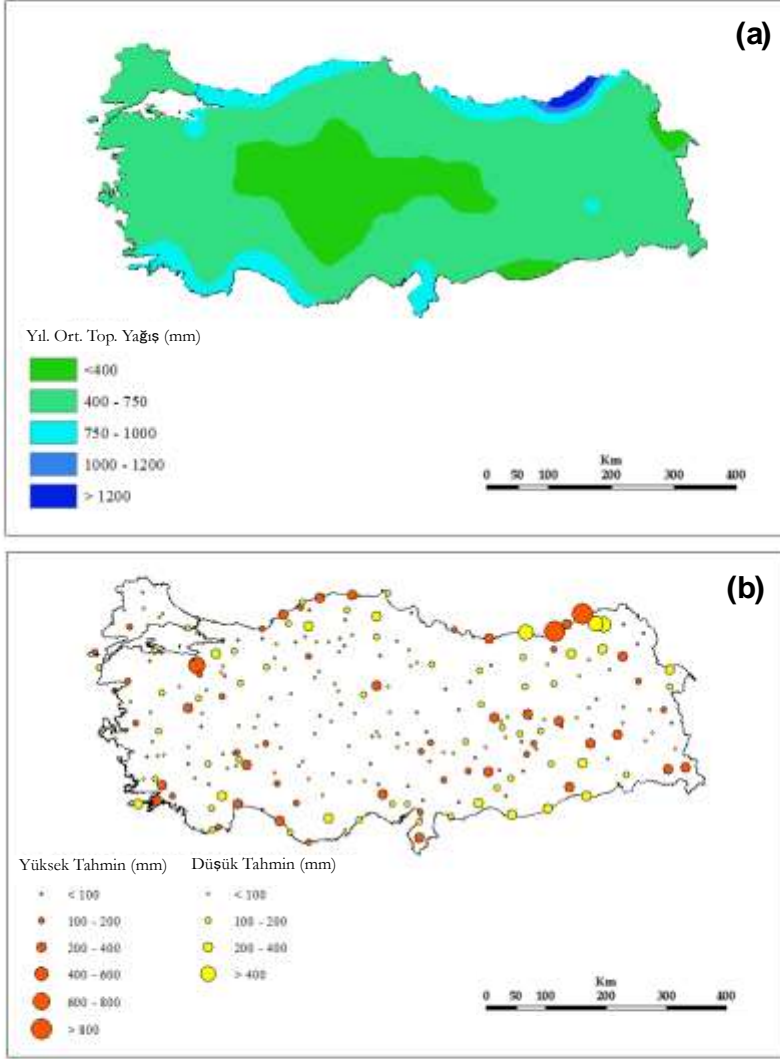 (a)
Yıl. Ort. Top. Yağış (mm)
<400
400 - 750
750 - 1000
1000 - 1200
> 1200
Km
0 50 100 200 300 400
(b)
Yüksek Tahmin (mm)
< 100
100 - 200
200 - 400
400 - 600
600 - 800
> 800
Düşük Tahmin (mm)
< 100
100 - 200
200 - 400
> 400
Km
0 50 100 200 300 400